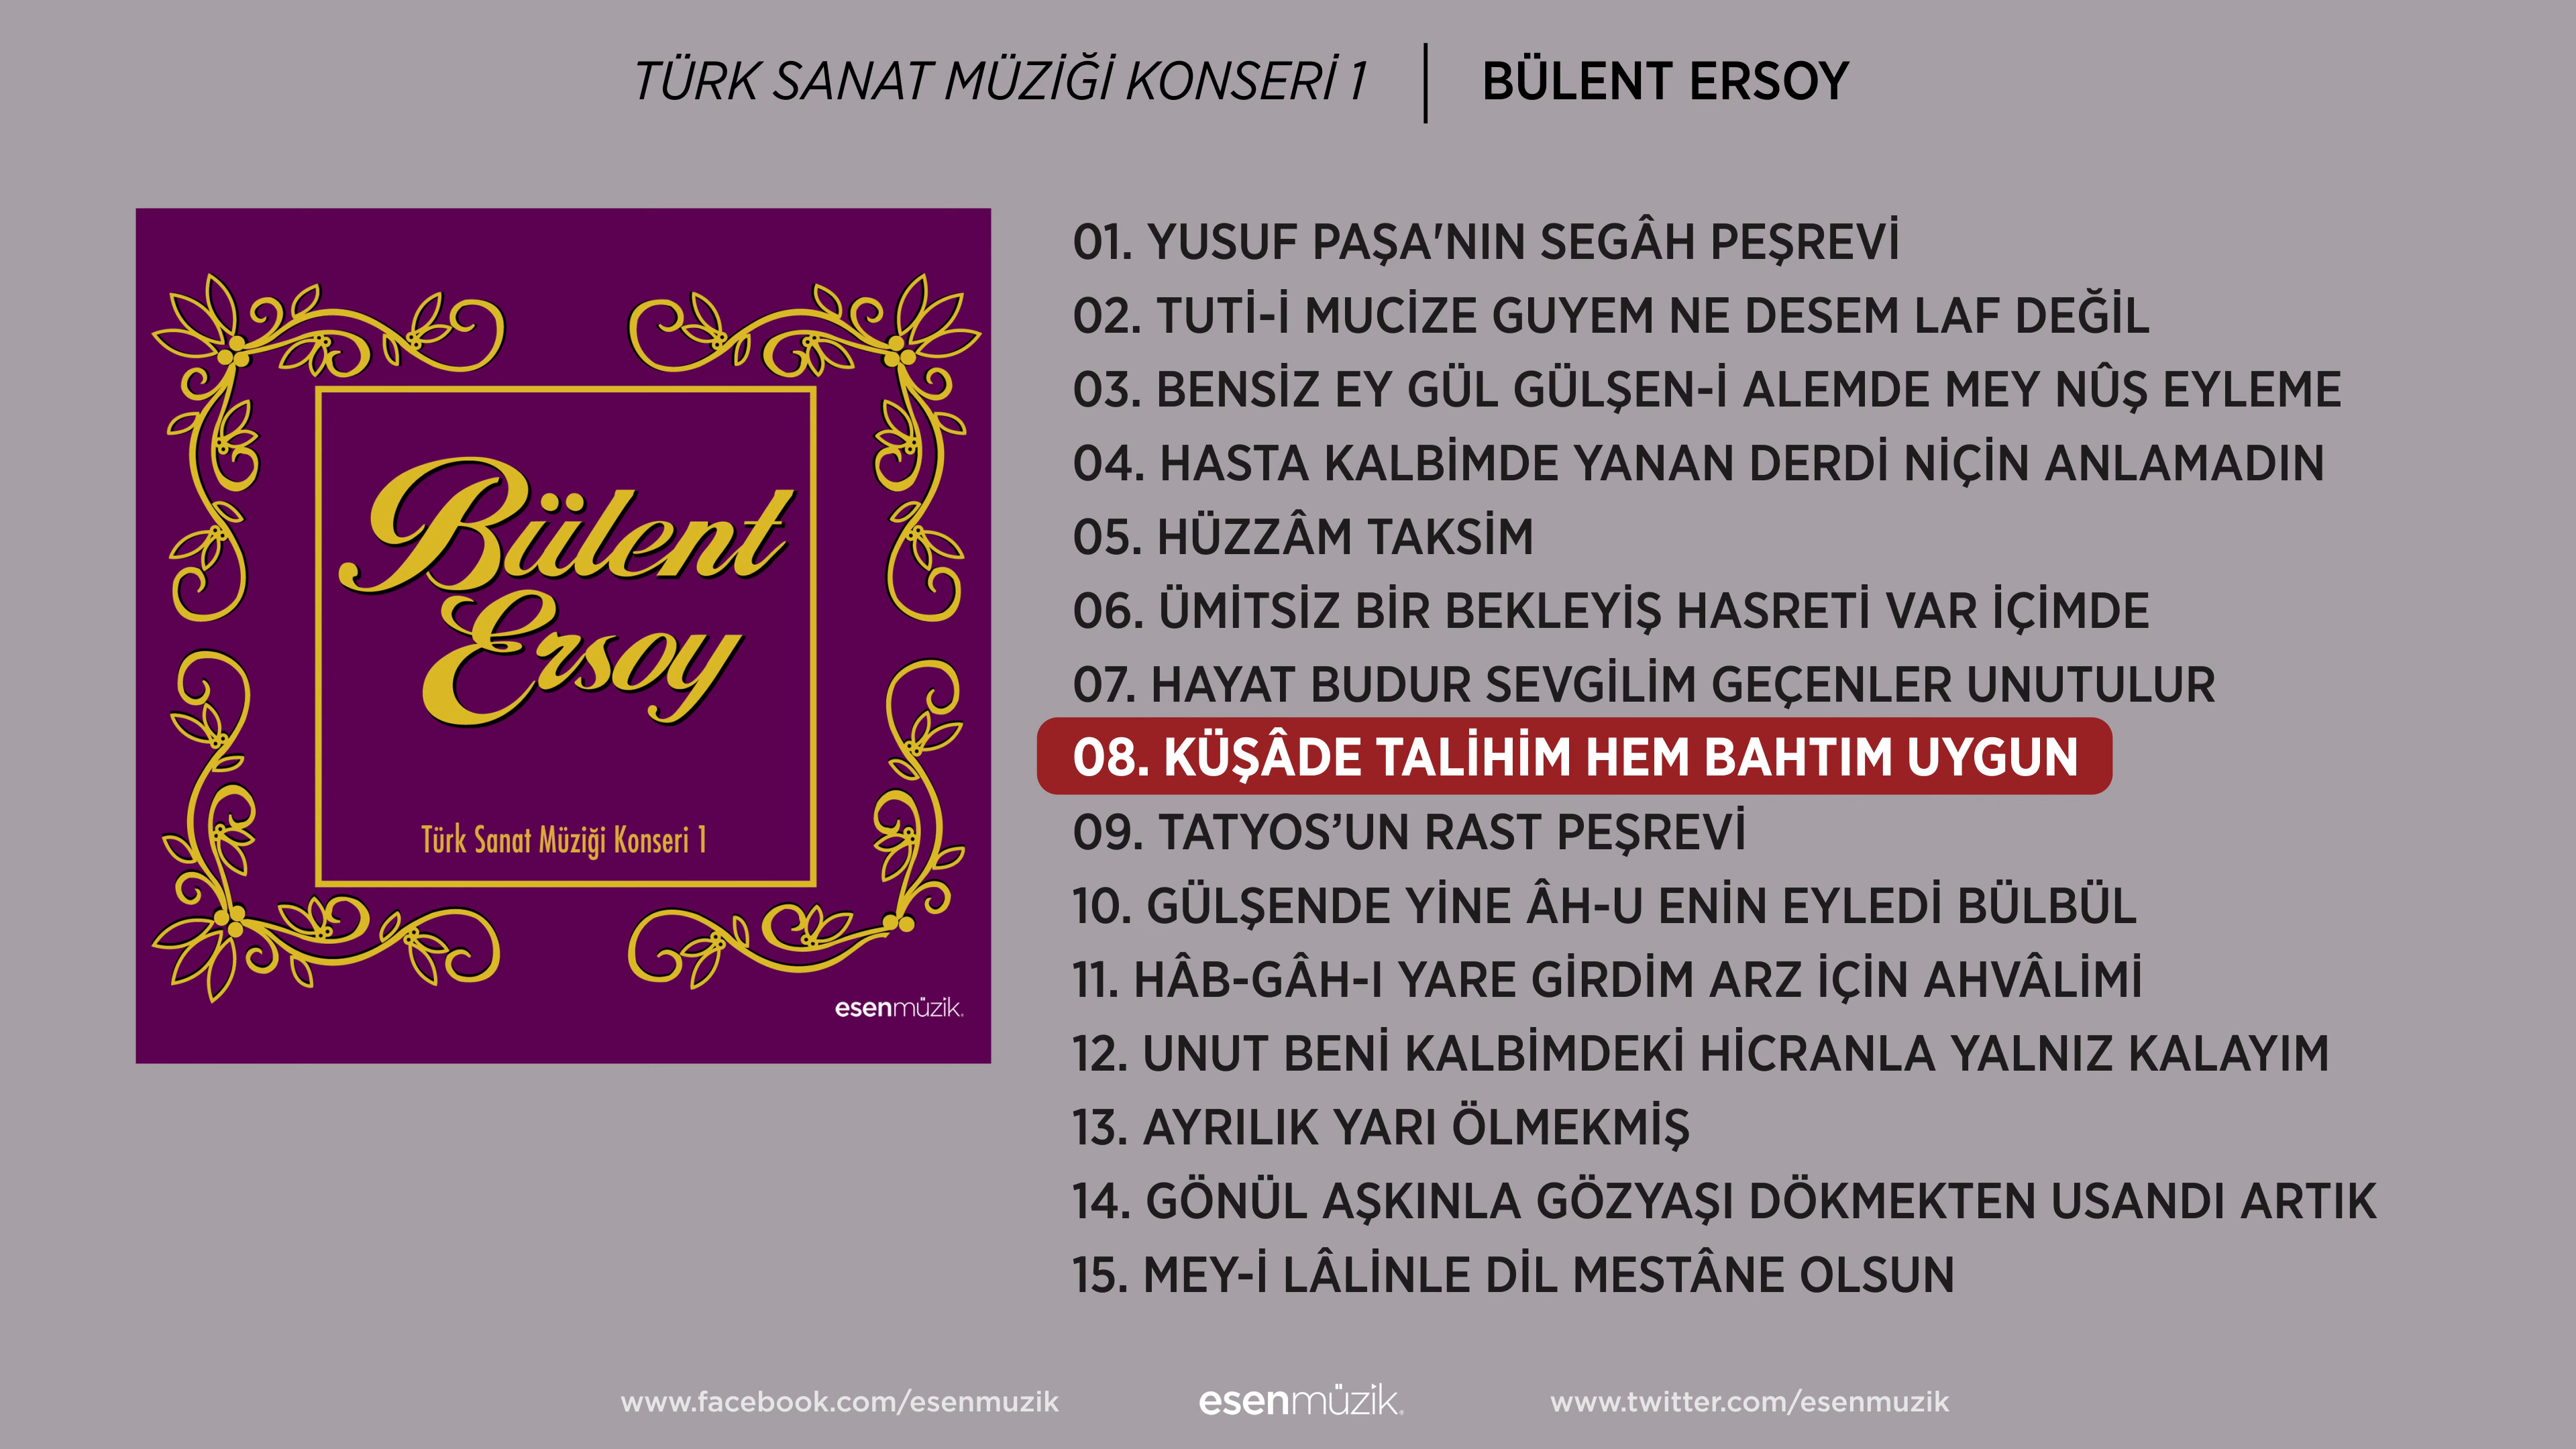 TÜRK SANAT MÜZİĞİ KONSERİ 1 | BÜLENT ERSOY
Bülent
Ersoy
Türk Sanat Müziği Konseri 1
esenmüzik.
01. YUSUF PAŞA'NIN SEGÂH PEŞREVİ
02. TUTİ-İ MUCİZE GUYEM NE DESEM LAF DEĞİL
03. BENSİZ EY GÜL GÜLŞEN-İ ALEMDE MEY NÛŞ EYLEME
04. HASTA KALBİMDE YANAN DERDİ NİÇİN ANLAMADIN
05. HÜZZÂM TAKSİM
06. ÜMİTSİZ BİR BEKLEYİŞ HASRETİ VAR İÇİMDE
07. HAYAT BUDUR SEVGİLİM GEÇENLER UNUTULUR
08. KÜŞÂDE TALİHİM HEM BAHTIM UYGUN
09. TATYOS’UN RAST PEŞREVİ
10. GÜLŞENDE YİNE ÂH-U ENİN EYLEDİ BÜLBÜL
11. HÂB-GÂH-I YARE GİRDİM ARZ İÇİN AHVÂLİMİ
12. UNUT BENİ KALBİMDEKİ HİCRANLA YALNIZ KALAYIM
13. AYRILIK YARI ÖLMEKMİŞ
14. GÖNÜL AŞKINLA GÖZYAŞI DÖKMEKTEN USANDI ARTIK
15. MEY-İ LÂLİNLE DİL MESTÂNE OLSUN
www.facebook.com/esenmuzik esenmüzik. www.twitter.com/esenmuzik